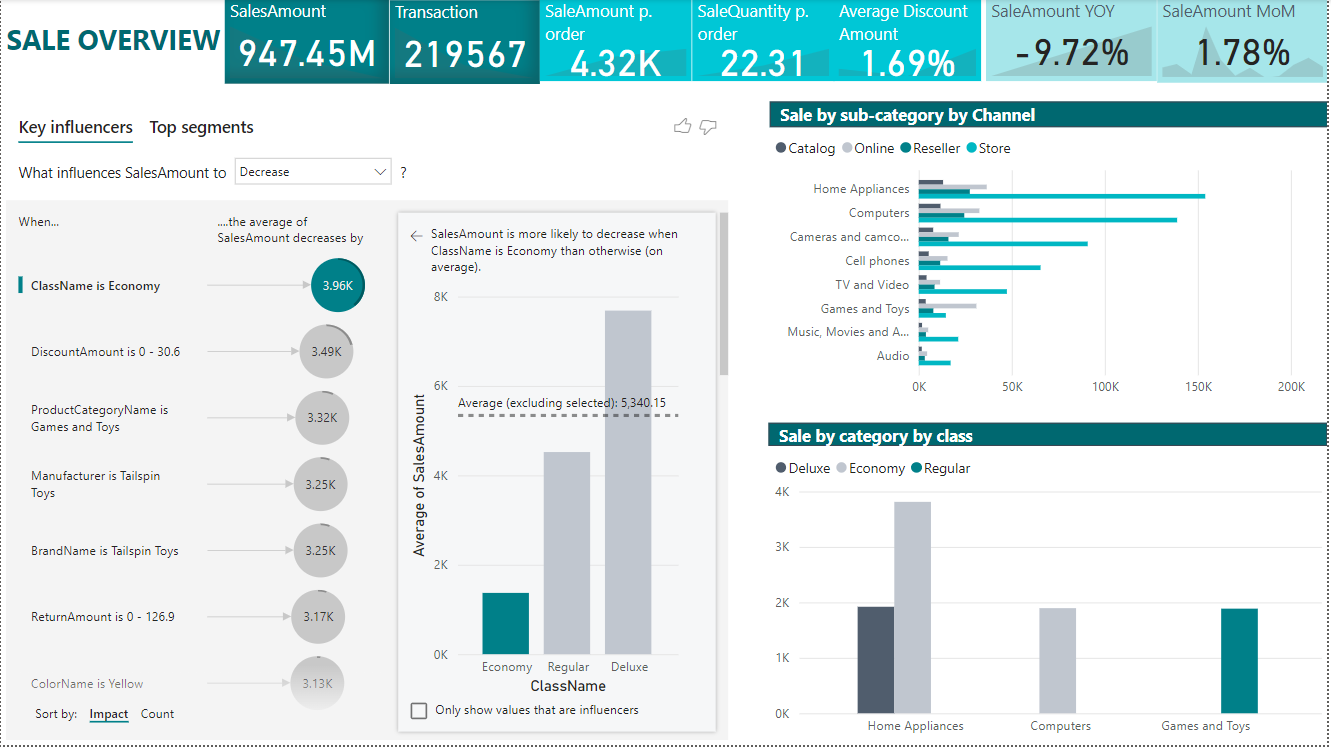 SALE OVERVIEW
SalesAmount
947.45M
Transaction
219567
SaleAmount p.
order
4.32K
SaleQuantity p.
order
22.31
Average Discount
Amount
1.69%
SaleAmount YOY
-9.72%
SaleAmount MoM
1.78%
Key influencers
Top segments
What influences SalesAmount to
Decrease
?
When...
....the average of
SalesAmount decreases by
ClassName is Economy
3.96K
DiscountAmount is 0 - 30.6
3.49K
ProductCategoryName is
Games and Toys
3.32K
Manufacturer is Tailspin
Toys
3.25K
BrandName is Tailspin Toys
3.25K
ReturnAmount is 0 - 126.9
3.17K
ColorName is Yellow
3.13K
Sort by:
Impact
Count
SalesAmount is more likely to decrease when
ClassName is Economy than otherwise (on
average).
8K
6K
4K
2K
0K
Average (excluding selected): 5,340.15
Average of SalesAmount
Economy
Regular
Deluxe
ClassName
Only show values that are influencers
Sale by sub-category by Channel
Catalog
Online
Reseller
Store
Home Appliances
Computers
Cameras and camco...
Cell phones
TV and Video
Games and Toys
Music, Movies and A...
Audio
0K
50K
100K
150K
200K
Sale by category by class
Deluxe
Economy
Regular
4K
3K
2K
1K
0K
Home Appliances
Computers
Games and Toys